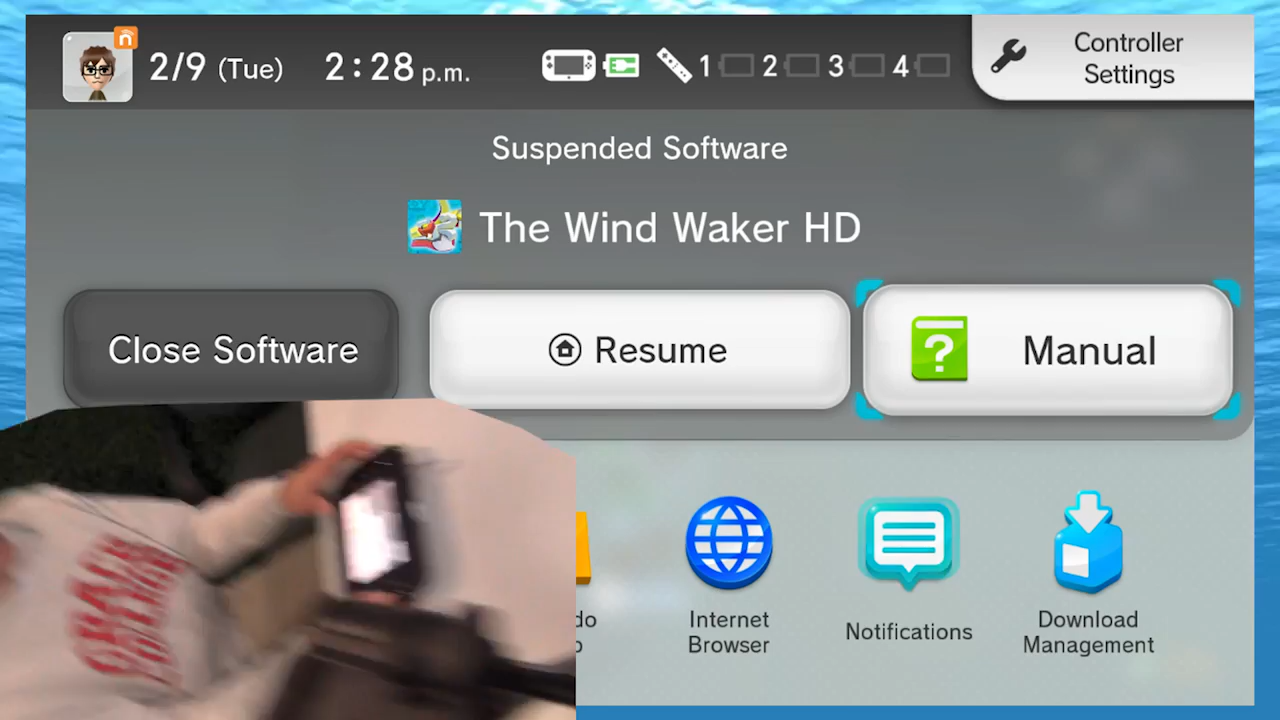 2/9 (Tue) 2:28 p.m. 1 2 3 4
Controller
Settings
Suspended Software
The Wind Waker HD
Close Software
Resume
? Manual
Internet
Browser
Notifications
Download
Management